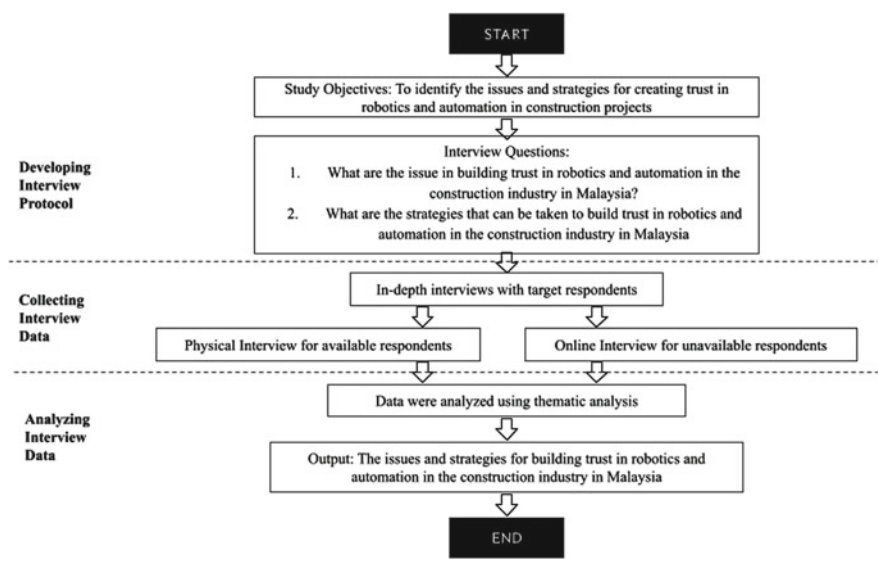 START
Study Objectives: To identify the issues and strategies for creating trust in
robotics and automation in construction projects
Developing
Interview
Protocol
Interview Questions:
1. What are the issue in building trust in robotics and automation in the
construction industry in Malaysia?
2. What are the strategies that can be taken to build trust in robotics and
automation in the construction industry in Malaysia
Collecting
Interview
Data
In-depth interviews with target respondents
Physical Interview for available respondents
Online Interview for unavailable respondents
Analyzing
Interview
Data
Data were analyzed using thematic analysis
Output: The issues and strategies for building trust in robotics and
automation in the construction industry in Malaysia
END